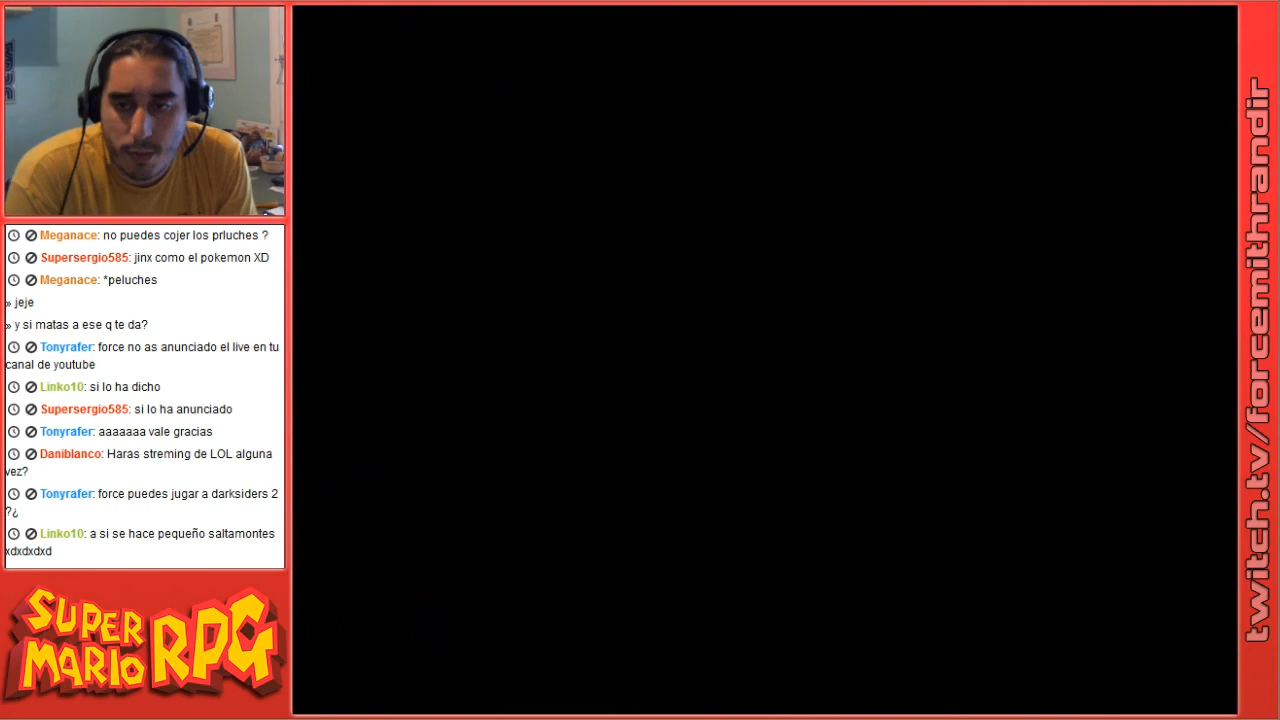 Meganace: no puedes cojer los prluches ?
Supersergio585: jinx como el pokemon XD
Meganace: *peluches
» jeje
» y si matas a ese q te da?
Tonyrafer: force no as anunciado el live en tu
canal de youtube
Linko10: si lo ha dicho
Supersergio585: si lo ha anunciado
Tonyrafer: aaaaaaa vale gracias
Daniblanco: Haras streming de LOL alguna
vez?
Tonyrafer: force puedes jugar a darksiders 2
?¿
Linko10: a si se hace pequeño saltamontes
xdxdxdxd
SUPER
MARIO RPG
twitch.tv/forcemithrandir